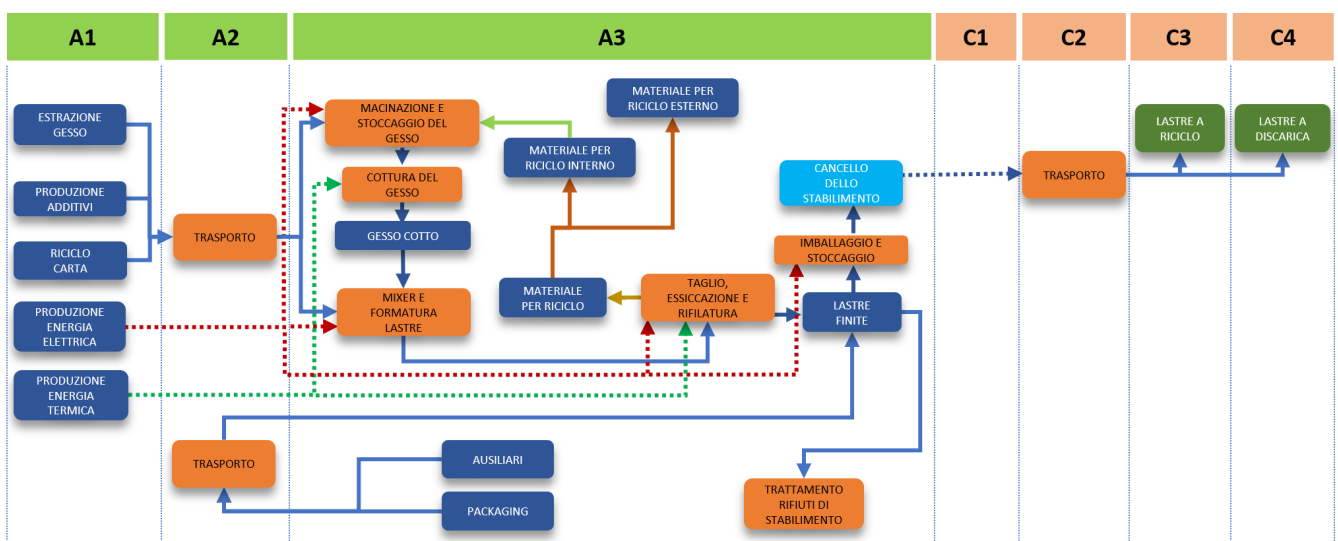 A1
A2
A3
C1
C2
C3
C4
ESTRAZIONE
GESSO
PRODUZIONE
ADDITIVI
RICICLO
CARTA
PRODUZIONE
ENERGIA
ELETTRICA
PRODUZIONE
ENERGIA
TERMICA
TRASPORTO
TRASPORTO
MACINAZIONE E
STOCCAGGIO DEL
GESSO
COTTURA DEL
GESSO
GESSO COTTO
MIXER E
FORMATURA
LASTRE
MATERIALE PER
RICICLO INTERNO
MATERIALE PER
RICICLO ESTERNO
MATERIALE
PER RICICLO
TAGLIO,
ESSICCAZIONE E
RIFILATURA
CANCELLO
DELLO
STABILIMENTO
IMBALLAGGIO E
STOCCAGGIO
LASTRE
FINITE
AUSILIARI
PACKAGING
TRATTAMENTO
RIFIUTI DI
STABILIMENTO
TRASPORTO
LASTRE A
RICICLO
LASTRE A
DISCARICA